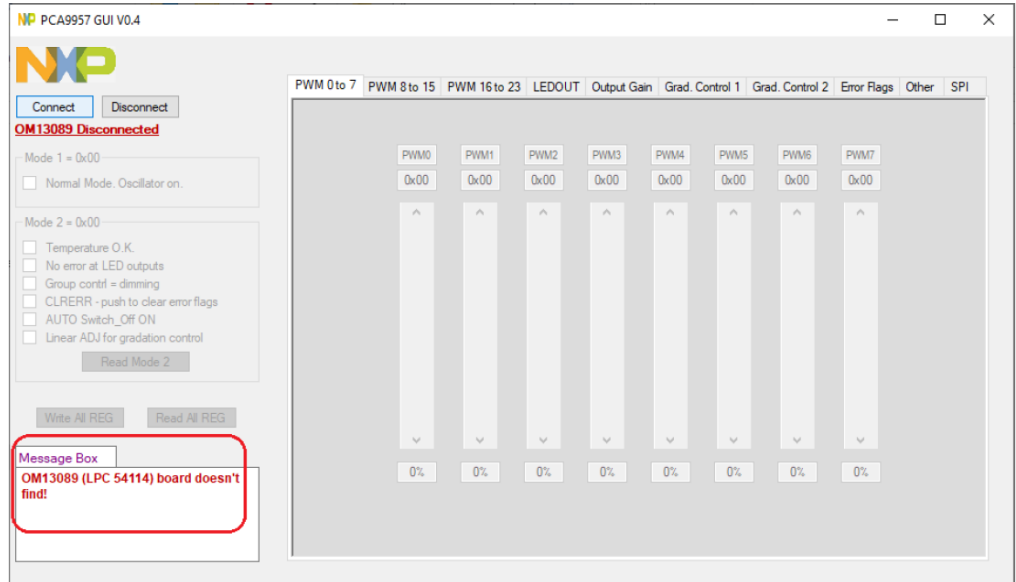 NXP PCA9957 GUI V0.4
NXP
Connect Disconnect
OM13089 Disconnected
Mode 1 = 0x00
Normal Mode. Oscillator on.
Mode 2 = 0x00
Temperature O.K.
No error at LED outputs
Group contrl = dimming
CLRERR - push to clear error flags
AUTO Switch_Off ON
Linear ADJ for gradation control
Read Mode 2
Write All REG Read All REG
Message Box
OM13089 (LPC 54114) board doesn't
find!
PWM 0 to 7 PWM 8 to 15 PWM 16 to 23 LEDOUT Output Gain Grad. Control 1 Grad. Control 2 Error Flags Other SPI
PWM0 PWM1 PWM2 PWM3 PWM4 PWM5 PWM6 PWM7
0x00 0x00 0x00 0x00 0x00 0x00 0x00 0x00
0% 0% 0% 0% 0% 0% 0% 0%